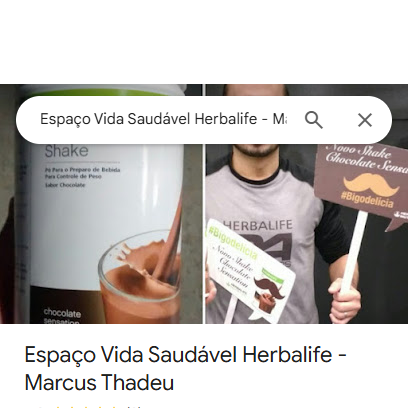 Espaço Vida Saudável Herbalife - Ma
Shake
Pó Para o Preparo de Bebida
Para Controle de Peso
Sabor Chocolate
chocolate
sensation
HERBALIFE
#Bigodelicia
Novo Shake
Chocolate
Sensation
Novo Shake
Chocolate Sensa
#Bigodelicia
Espaço Vida Saudável Herbalife -
Marcus Thadeu